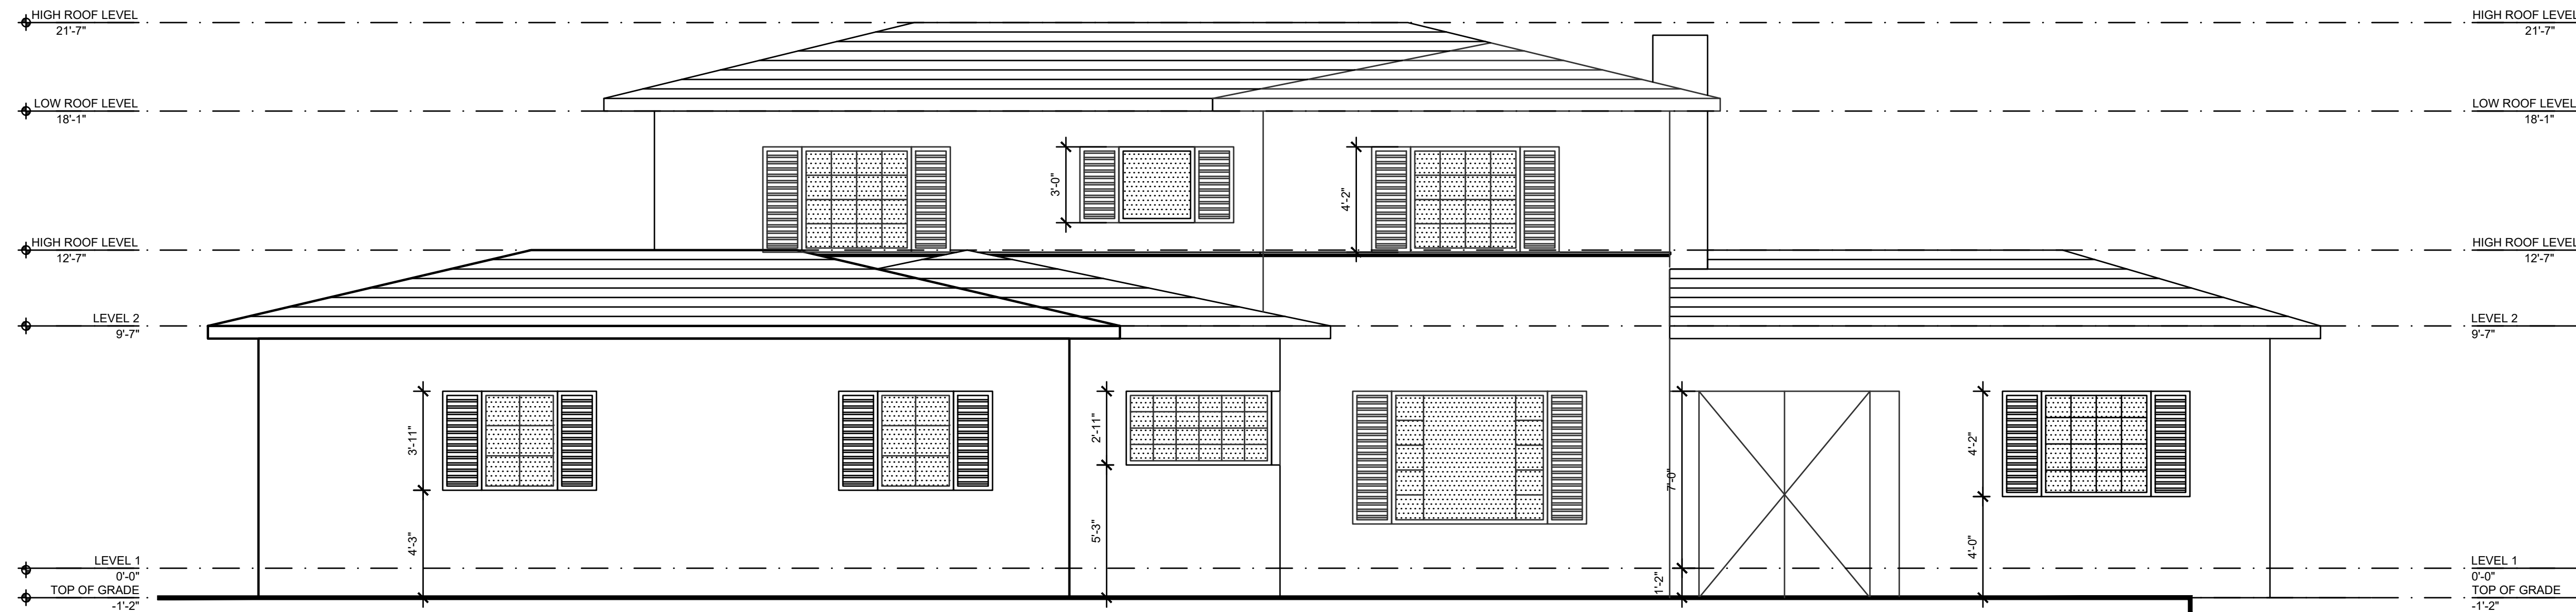 HIGH ROOF LEVEL
21'-7"
HIGH ROOF LEVEL
21'-7"
LOW ROOF LEVEL
18'-1"
LOW ROOF LEVEL
18'-1"
3'-0"
4'-2"
HIGH ROOF LEVEL
12'-7"
HIGH ROOF LEVEL
12'-7"
LEVEL 2
9'-7"
LEVEL 2
9'-7"
3'-11"
2'-11"
7'-0"
4'-2"
4'-3"
5'-3"
4'-0"
1'-2"
LEVEL 1
0'-0"
LEVEL 1
0'-0"
TOP OF GRADE
-1'-2"
TOP OF GRADE
-1'-2"